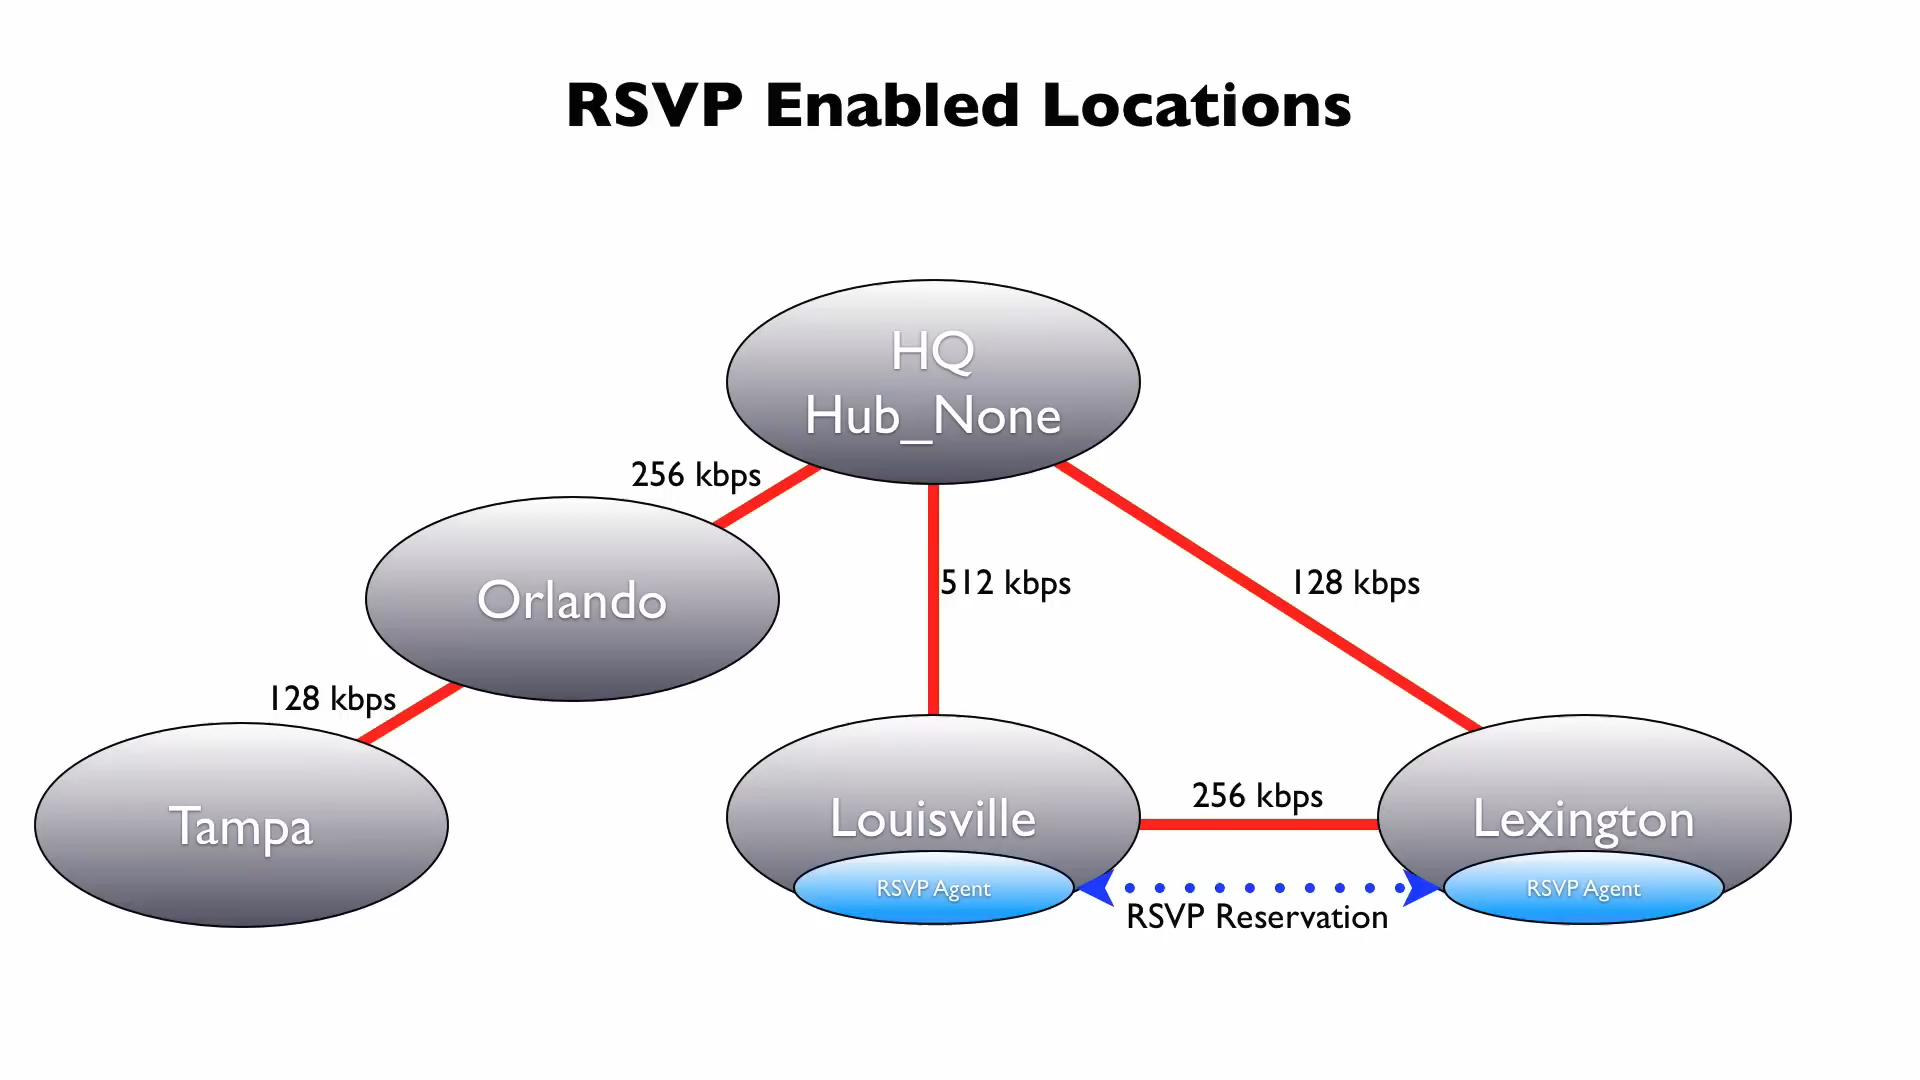 RSVP Enabled Locations
HQ
Hub_None
256 kbps
Orlando
512 kbps
128 kbps
128 kbps
Tampa
Louisville
256 kbps
Lexington
RSVP Agent
RSVP Agent
RSVP Reservation